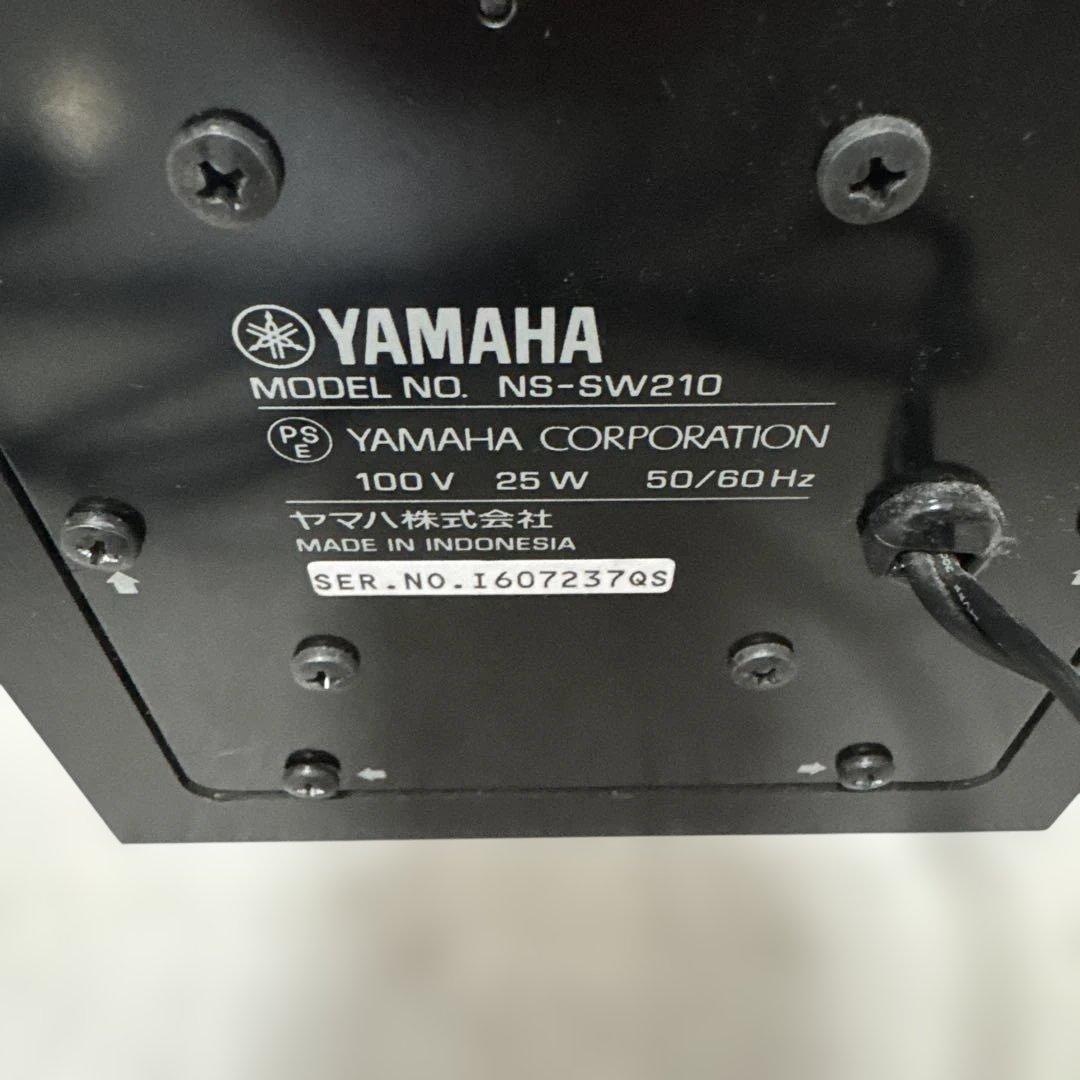 YAMAHA
MODEL NO. NS-SW210
PSE YAMAHA CORPORATION
100V 25W 50/60Hz
ヤマハ株式会社
MADE IN INDONESIA
SER.NO.I607237QS